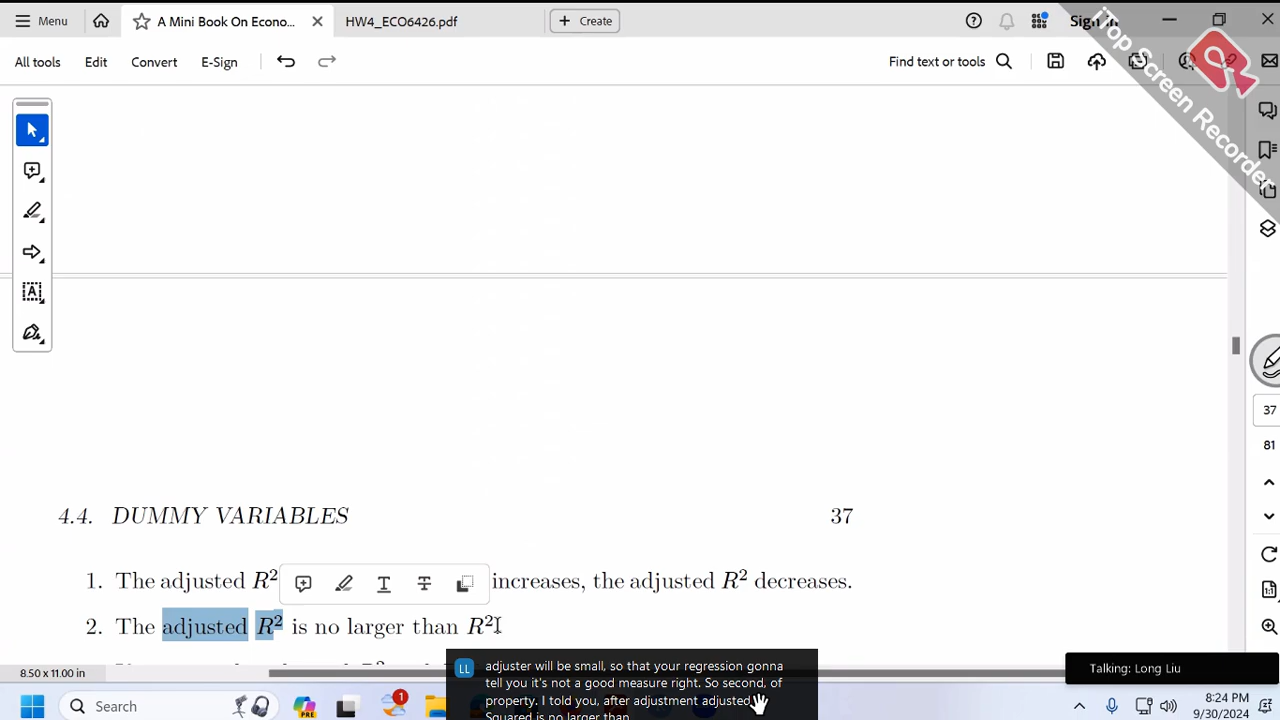 Menu
A Mini Book On Econo...
HW4_ECO6426.pdf
Create
Sign in
All tools
Edit
Convert
E-Sign
Find text or tools
iTop Screen Recorder
37
81
4.4. DUMMY VARIABLES 37
1. The adjusted R² increases, the adjusted R² decreases.
2. The adjusted R² is no larger than R²
8.50 x 11.00 in
LL
adjuster will be small, so that your regression gonna
tell you it's not a good measure right. So second, of
property. I told you, after adjustment adjusted
Squared is no larger than
Talking: Long Liu
Search
PRE
1
8:24 PM
9/30/2024